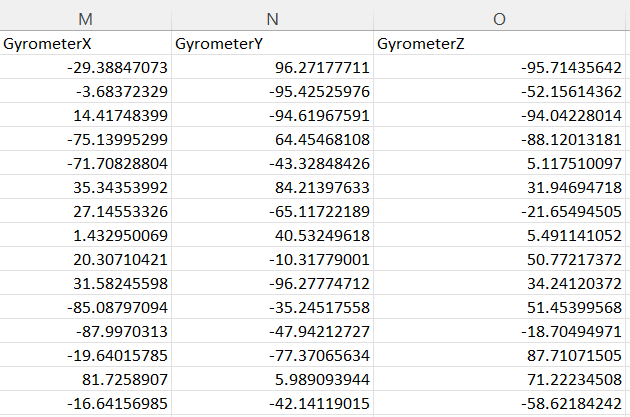 M N O
GyrometerX GyrometerY GyrometerZ
-29.38847073 96.27177711 -95.71435642
-3.68372329 -95.42525976 -52.15614362
14.41748399 -94.61967591 -94.04228014
-75.13995299 64.45468108 -88.12013181
-71.70828804 -43.32848426 5.117510097
35.34353992 84.21397633 31.94694718
27.14553326 -65.11722189 -21.65494505
1.432950069 40.53249618 5.491141052
20.30710421 -10.31779001 50.77217372
31.58245598 -96.27774712 34.24120372
-85.08797094 -35.24517558 51.45399568
-87.9970313 -47.94212727 -18.70494971
-19.64015785 -77.37065634 87.71071505
81.7258907 5.989093944 71.22234508
-16.64156985 -42.14119015 -58.62184242